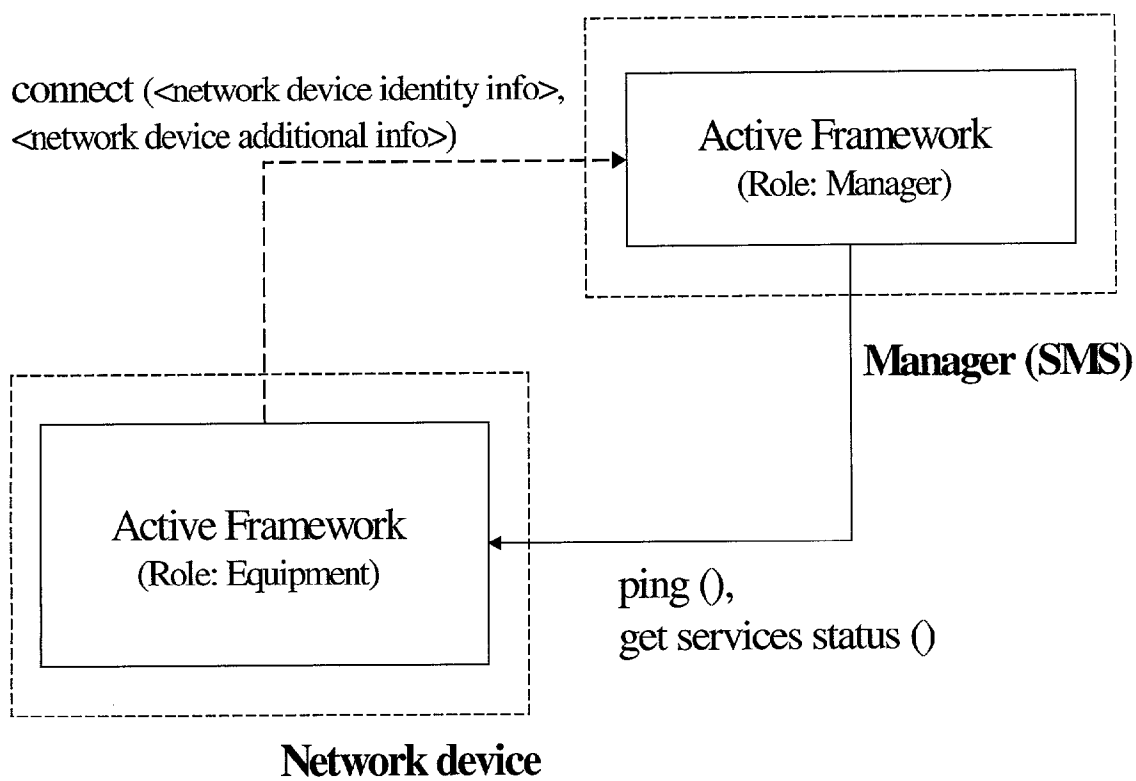 connect (<network device identity info>,
<network device additional info>)
Active Framework
(Role: Manager)
Manager (SMS)
Active Framework
(Role: Equipment)
ping (),
get services status ()
Network device